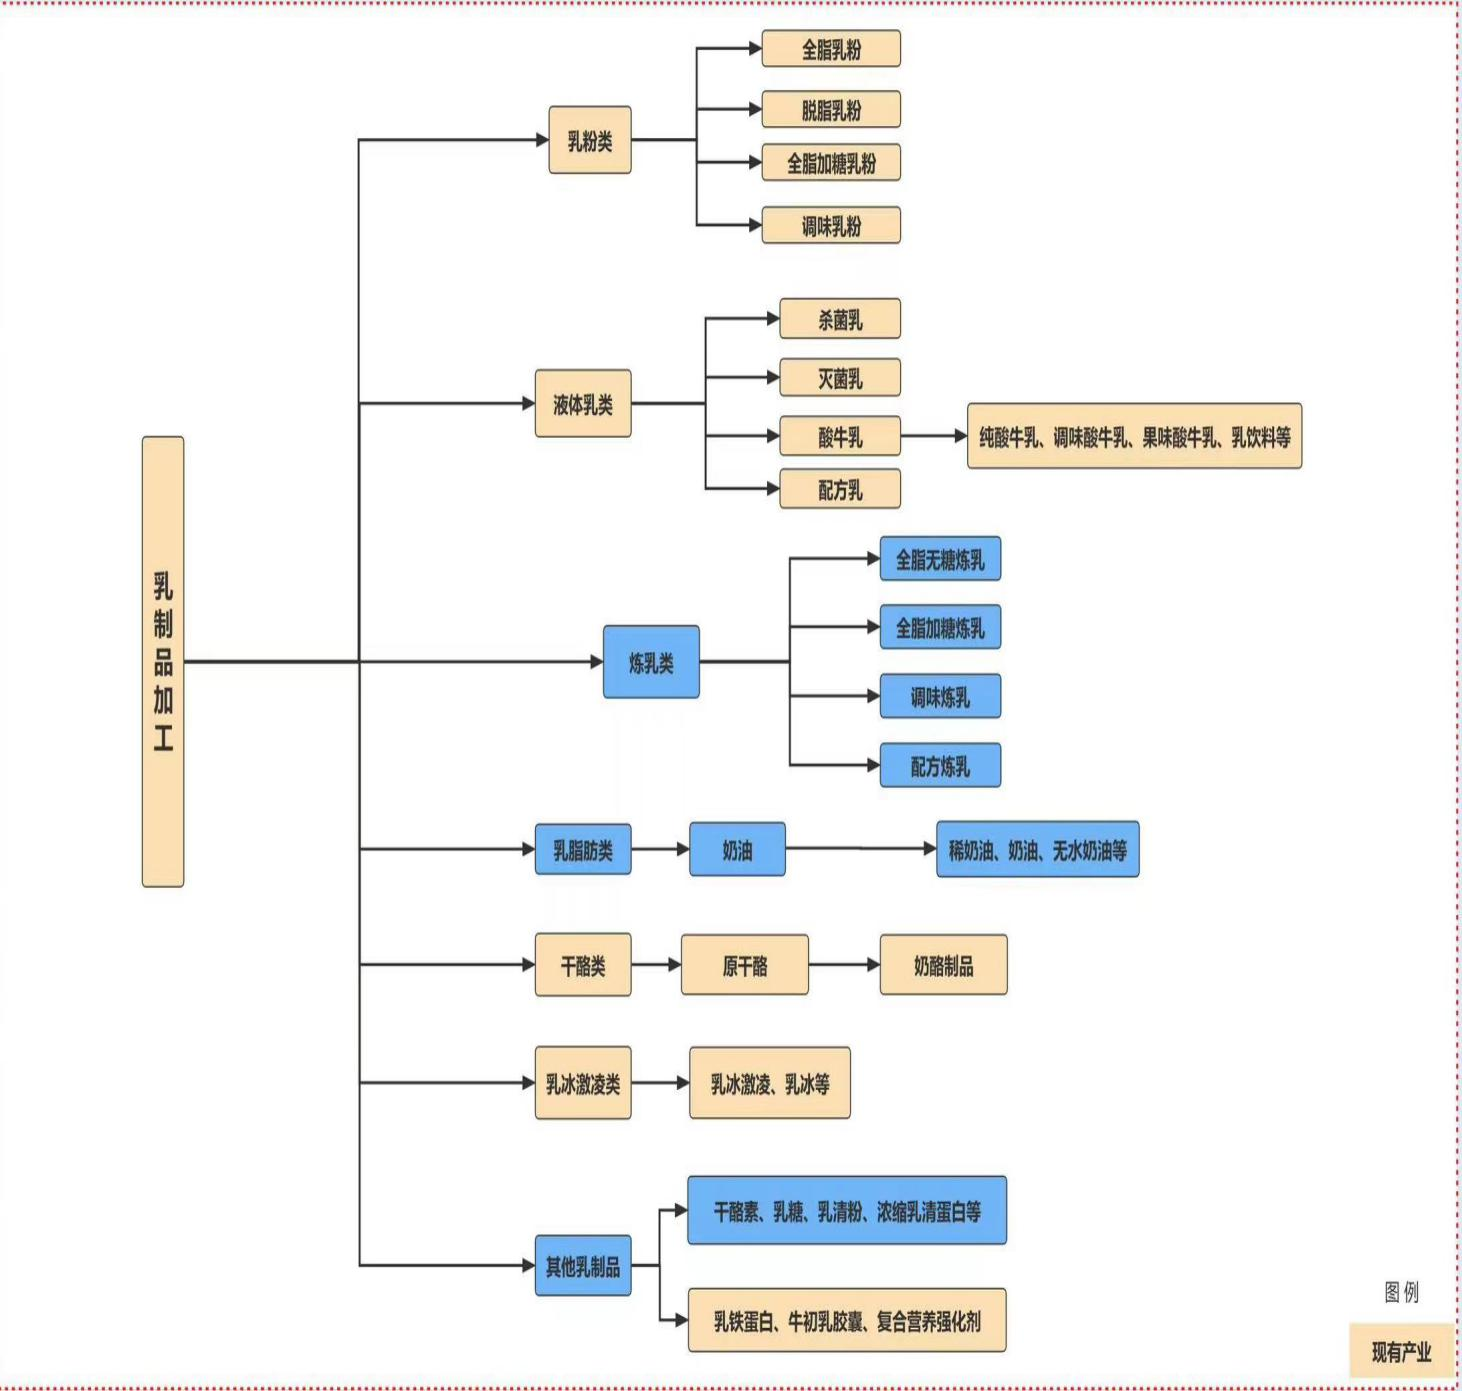 全脂乳粉
脱脂乳粉
乳粉类
全脂加糖乳粉
调味乳粉
杀菌乳
灭菌乳
液体乳类
酸牛乳
纯酸牛乳、调味酸牛乳、果味酸牛乳、乳饮料等
配方乳
全脂无糖炼乳
全脂加糖炼乳
乳制品加工
炼乳类
调味炼乳
配方炼乳
乳脂肪类
奶油
稀奶油、奶油、无水奶油等
干酪类
原干酪
奶酪制品
乳冰激凌类
乳冰激凌、乳冰等
干酪素、乳糖、乳清粉、浓缩乳清蛋白等
其他乳制品
乳铁蛋白、牛初乳胶囊、复合营养强化剂
图例
现有产业